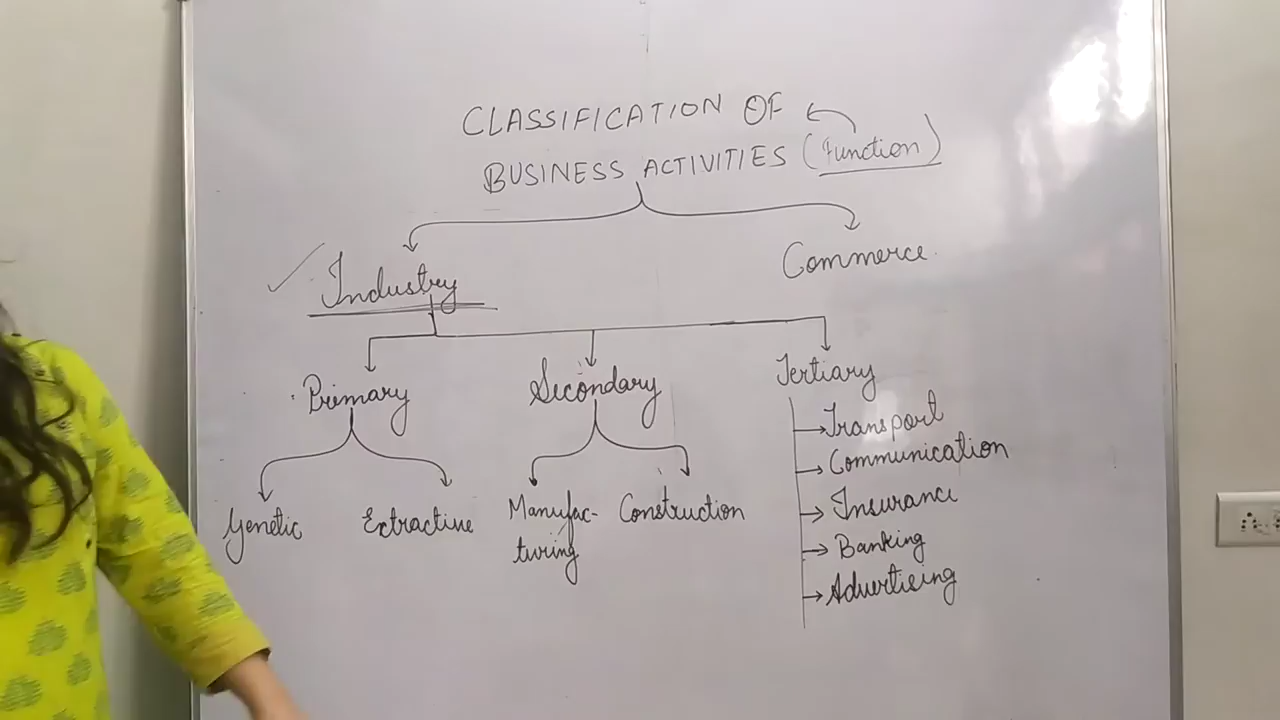 CLASSIFICATION OF
BUSINESS ACTIVITIES (Function)
Industry
Commerce
Primary
Secondary
Tertiary
Transport
Communication
Insurance
Banking
Advertising
Genetic
Extractive
Manufac-
turing
Construction